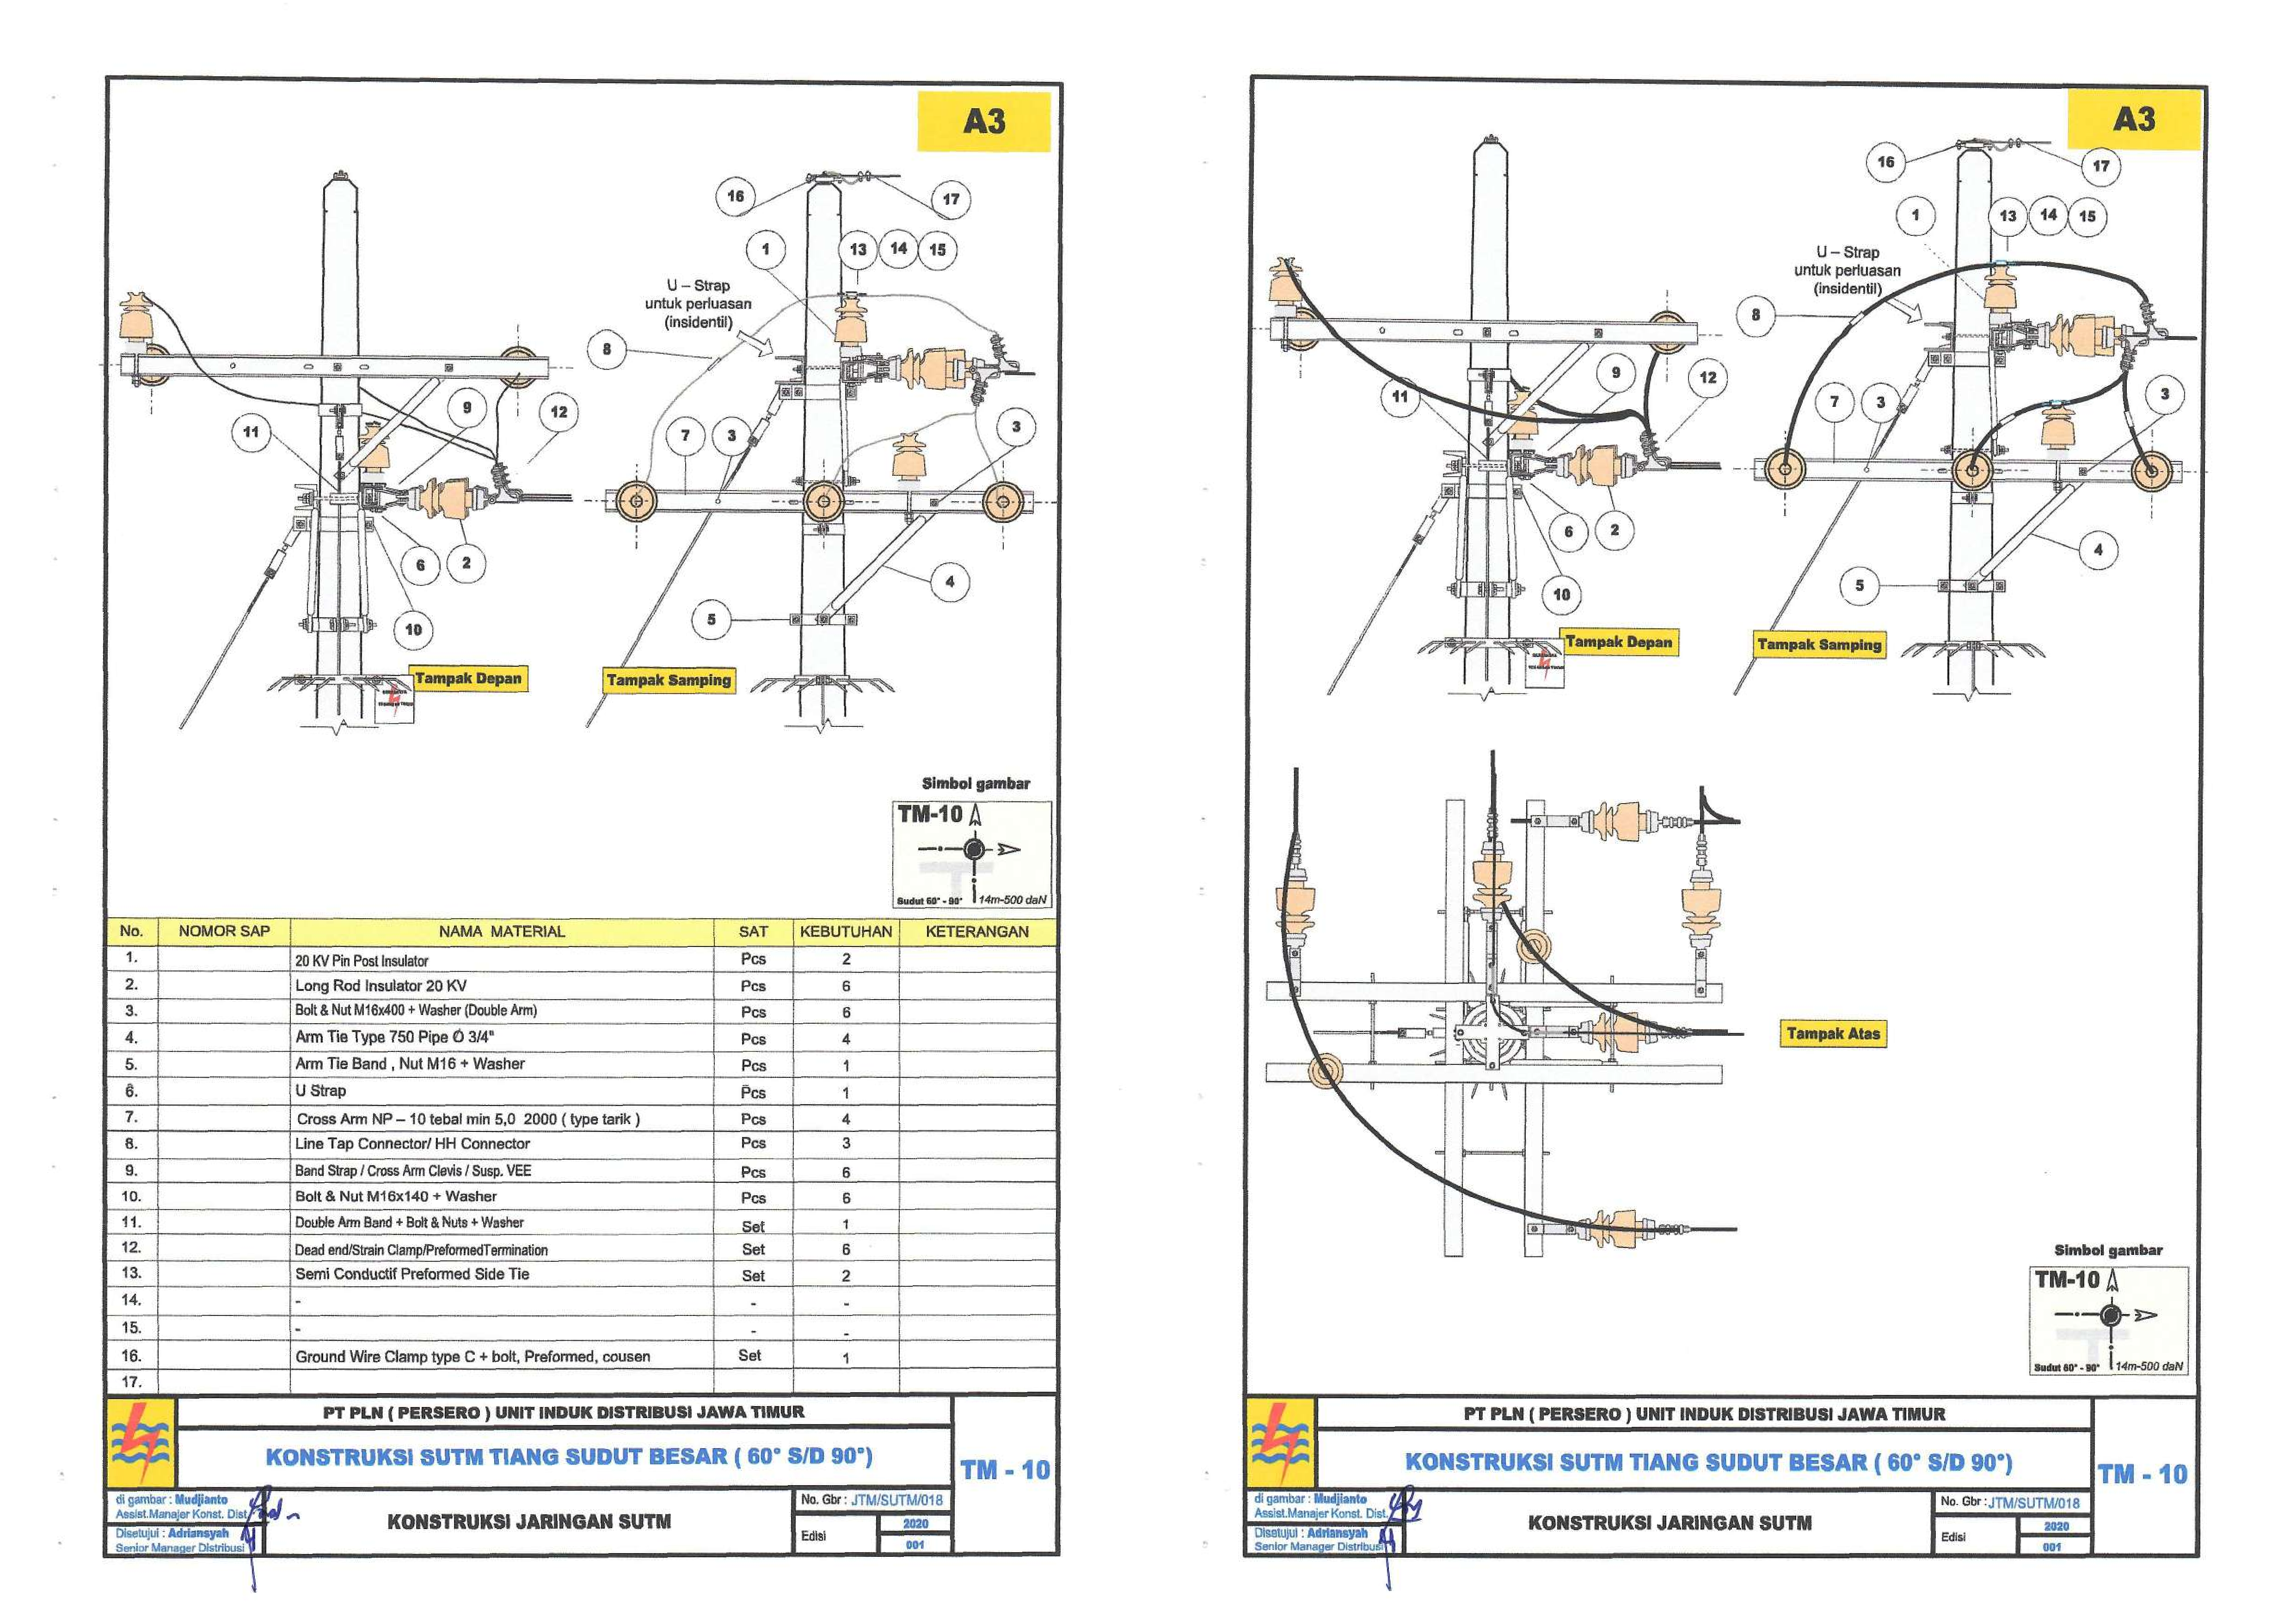 A3
16
17
1
13
14
15
U – Strap
untuk perluasan
(insidentil)
8
9
12
11
7
3
3
6
2
4
10
5
Tampak Depan
Tampak Samping
Simbol gambar
TM-10
Sudut 60° - 90°
14m-500 daN
No. NOMOR SAP NAMA MATERIAL SAT KEBUTUHAN KETERANGAN
1. 20 KV Pin Post Insulator Pcs 2
2. Long Rod Insulator 20 KV Pcs 6
3. Bolt & Nut M16x400 + Washer (Double Arm) Pcs 6
4. Arm Tie Type 750 Pipe Ó 3/4" Pcs 4
5. Arm Tie Band , Nut M16 + Washer Pcs 1
6. U Strap Pcs 1
7. Cross Arm NP – 10 tebal min 5,0 2000 ( type tarik ) Pcs 4
8. Line Tap Connector/ HH Connector Pcs 3
9. Band Strap / Cross Arm Clevis / Susp. VEE Pcs 6
10. Bolt & Nut M16x140 + Washer Pcs 6
11. Double Arm Band + Bolt & Nuts + Washer Set 1
12. Dead end/Strain Clamp/PreformedTermination Set 6
13. Semi Conductif Preformed Side Tie Set 2
14. - - -
15. - - -
16. Ground Wire Clamp type C + bolt, Preformed, cousen Set 1
17.
PT PLN ( PERSERO ) UNIT INDUK DISTRIBUSI JAWA TIMUR
KONSTRUKSI SUTM TIANG SUDUT BESAR ( 60° S/D 90°)
TM - 10
di gambar : Mudjianto
Assist.Manajer Konst. Dist.
Disetujui : Adriansyah
Senior Manager Distribusi
KONSTRUKSI JARINGAN SUTM
No. Gbr : JTM/SUTM/018
Edisi
2020
001
A3
16
17
1
13
14
15
U – Strap
untuk perluasan
(insidentil)
8
9
12
11
7
3
3
6
2
4
10
5
Tampak Depan
Tampak Samping
Tampak Atas
Simbol gambar
TM-10
Sudut 60° - 90°
14m-500 daN
PT PLN ( PERSERO ) UNIT INDUK DISTRIBUSI JAWA TIMUR
KONSTRUKSI SUTM TIANG SUDUT BESAR ( 60° S/D 90°)
TM - 10
di gambar : Mudjianto
Assist.Manajer Konst. Dist.
Disetujui : Adriansyah
Senior Manager Distribusi
KONSTRUKSI JARINGAN SUTM
No. Gbr : JTM/SUTM/018
Edisi
2020
001